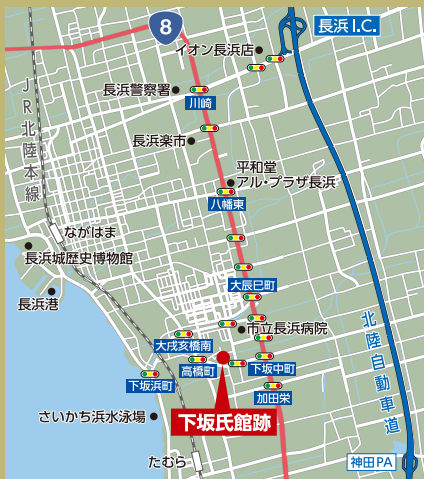 8
長浜I.C.
イオン長浜店
長浜警察署
川崎
JR北陸本線
長浜楽市
平和堂
アル・プラザ長浜
八幡東
ながはま
長浜城歴史博物館
大辰巳町
長浜港
市立長浜病院
北陸自動車道
大戌亥橋南
高橋町
下坂中町
下坂浜町
加田栄
さいかち浜水泳場
下坂氏館跡
たむら
神田PA